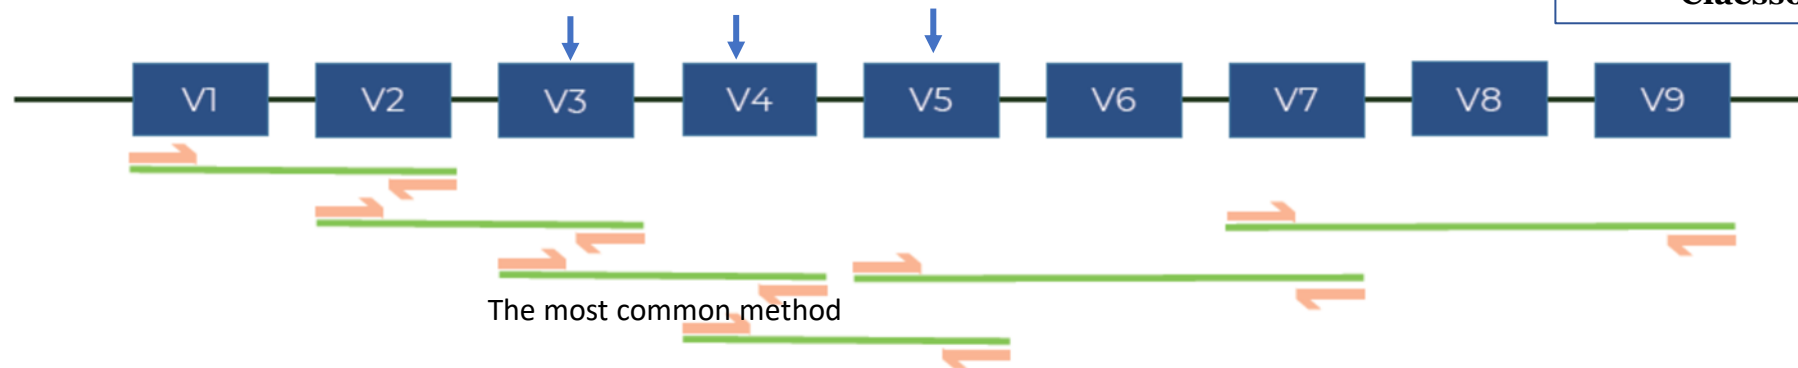 V1 V2 V3 V4 V5 V6 V7 V8 V9
The most common method